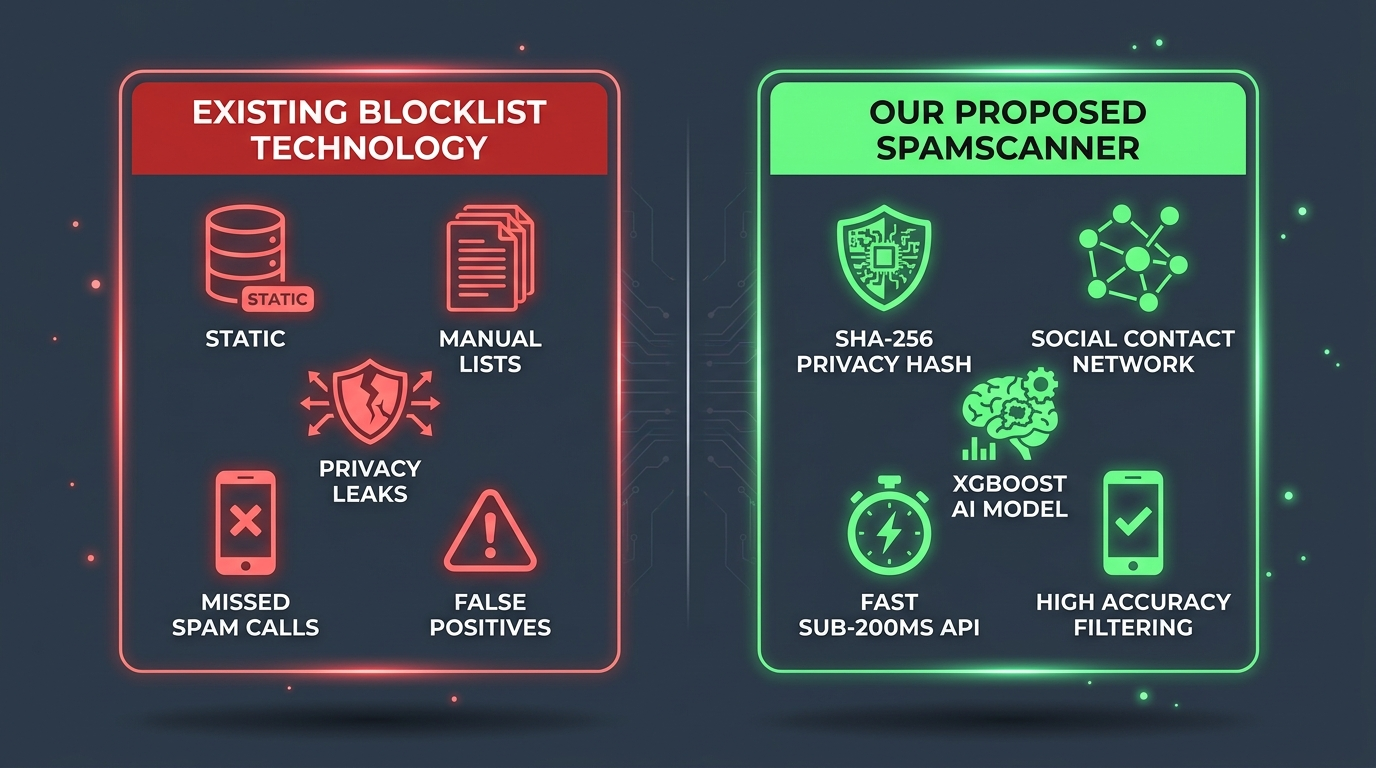 EXISTING BLOCKLIST
TECHNOLOGY
STATIC
STATIC
MANUAL
LISTS
PRIVACY
LEAKS
MISSED
SPAM CALLS
FALSE
POSITIVES
OUR PROPOSED
SPAMSCANNER
SHA-256
PRIVACY HASH
SOCIAL CONTACT
NETWORK
XGBOOST
AI MODEL
FAST
SUB-200MS API
HIGH ACCURACY
FILTERING